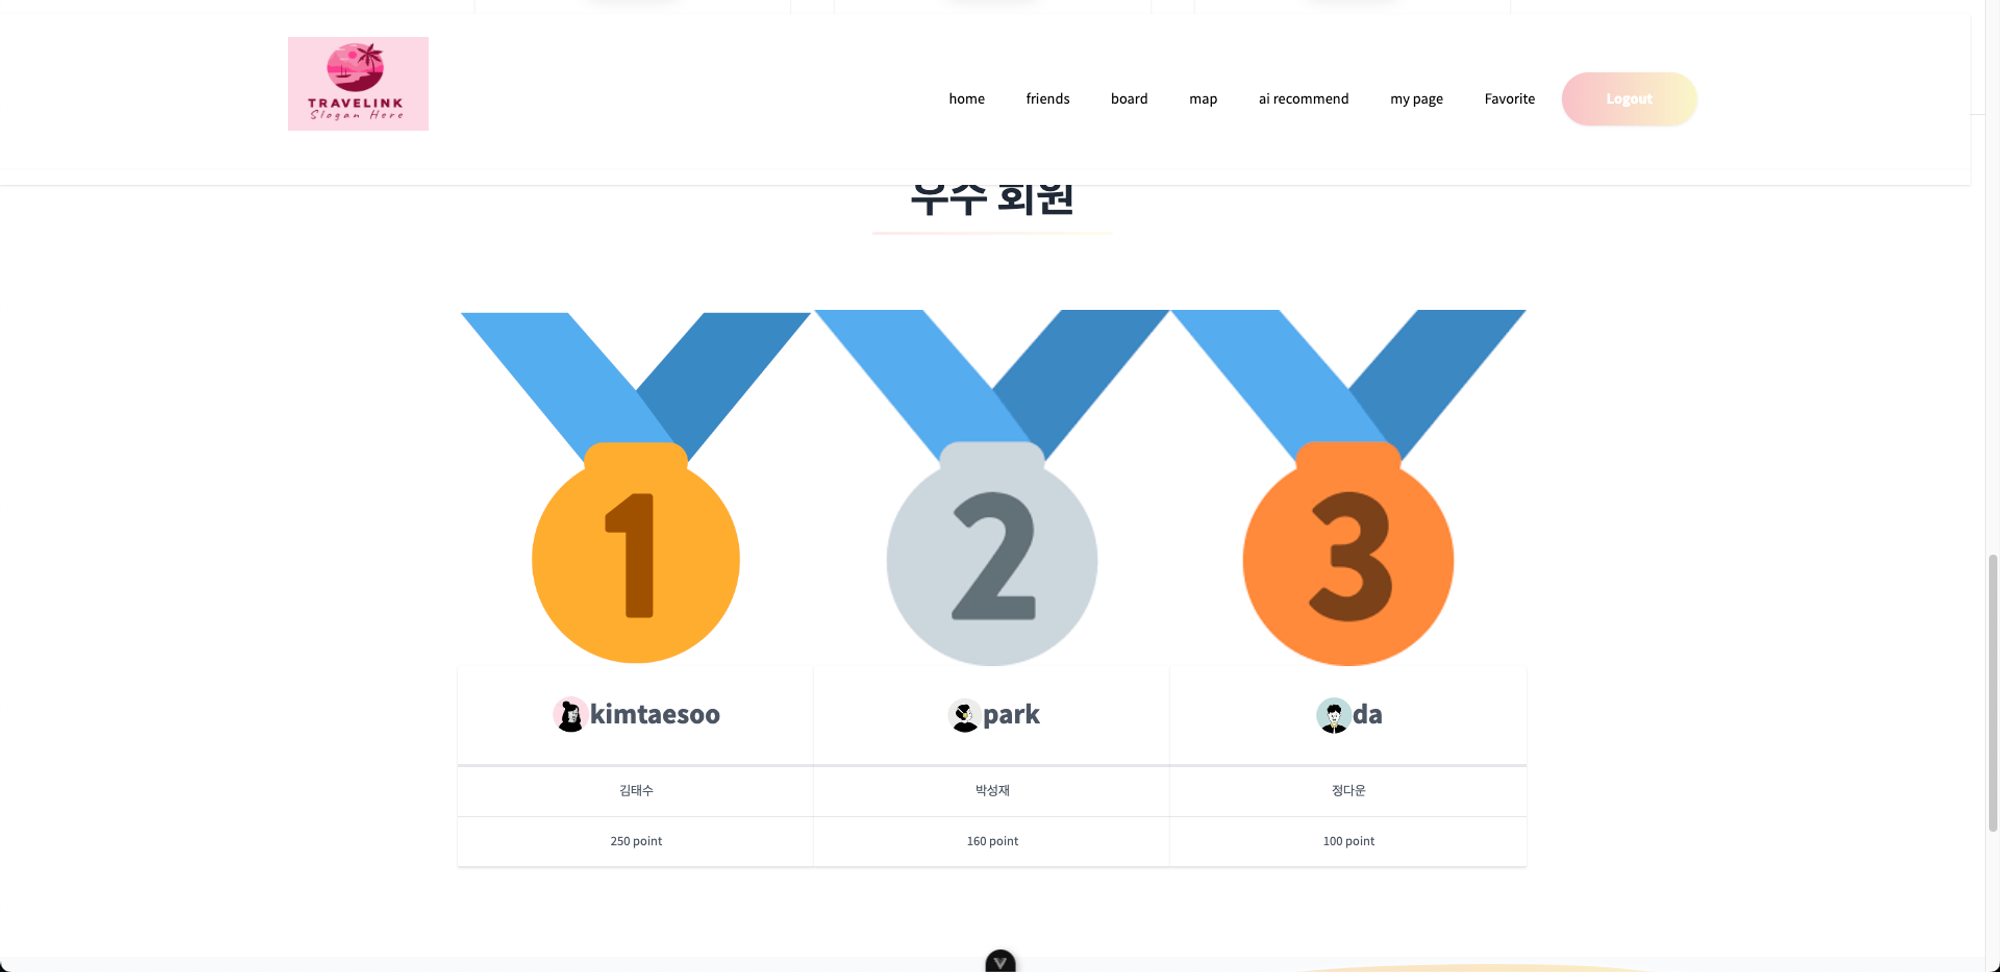 TRAVELINK
Slogan Here
home friends board map ai recommend my page Favorite Logout
우수 회원
1 2 3
kimtaesoo park da
김태수 박성재 정다운
250 point 160 point 100 point